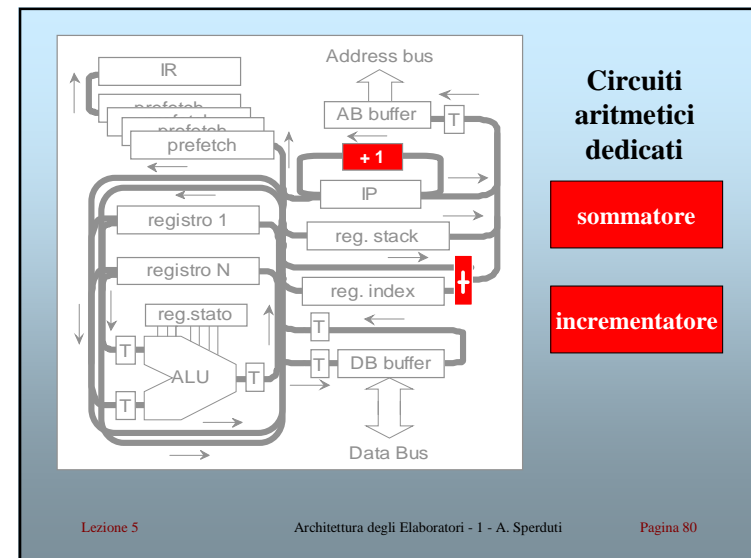 Address bus
IR
AB buffer
T
prefetch
prefetch
prefetch
prefetch
+ 1
IP
registro 1
reg. stack
+
registro N
reg. index
reg.stato
T
T
ALU
T
T
DB buffer
T
Data Bus
Circuiti
aritmetici
dedicati
sommatore
incrementatore
Lezione 5
Architettura degli Elaboratori - 1 - A. Sperduti
Pagina 80